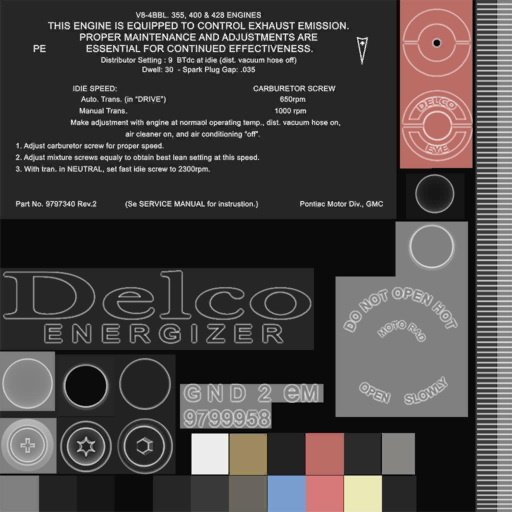 V8-4BBL. 355, 400 & 428 ENGINES
THIS ENGINE IS EQUIPPED TO CONTROL EXHAUST EMISSION.
PROPER MAINTENANCE AND ADJUSTMENTS ARE
PE ESSENTIAL FOR CONTINUED EFFECTIVENESS.
Distributor Setting : 9 BTdc at idle (dist. vacuum hose off)
Dwell: 30 - Spark Plug Gap: .035
IDLE SPEED: CARBURETOR SCREW
Auto. Trans. (in "DRIVE") 650rpm
Manual Trans. 1000 rpm
Make adjustment with engine at normaol operating temp., dist. vacuum hose on,
air cleaner on, and air conditioning "off".
1. Adjust carburetor screw for proper speed.
2. Adjust mixture screws equaly to obtain best lean setting at this speed.
3. With tran. in NEUTRAL, set fast idle screw to 2300rpm.
Part No. 9797340 Rev.2 (Se SERVICE MANUAL for instrustion.) Pontiac Motor Div., GMC
DELCO
EYE
DO NOT OPEN HOT
MOTO RAD
OPEN SLOWLY
Delco
ENERGIZER
GND 2 eM
9799958